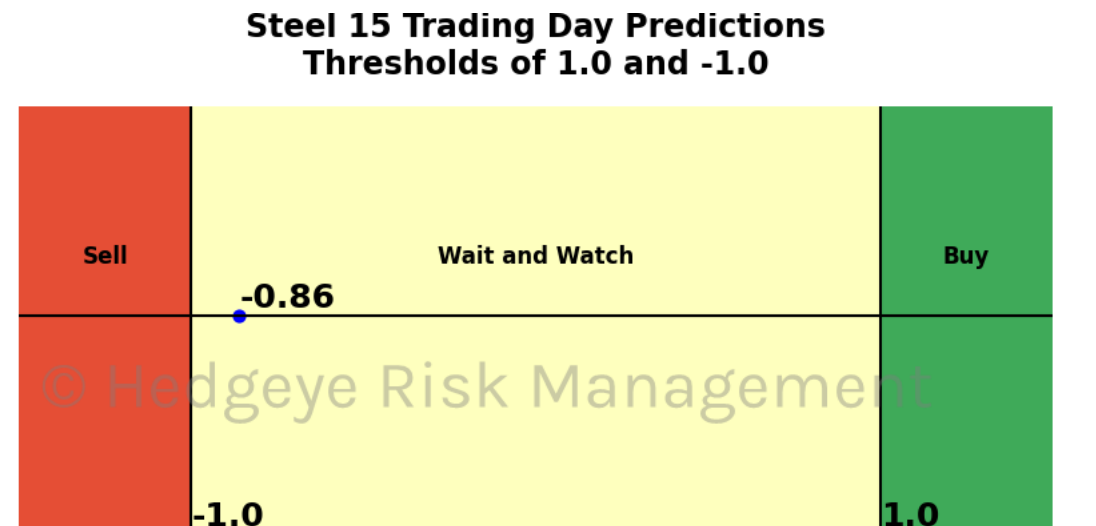 Steel 15 Trading Day Predictions
Thresholds of 1.0 and -1.0
Sell
Wait and Watch
Buy
-0.86
© Hedgeye Risk Management
-1.0
1.0